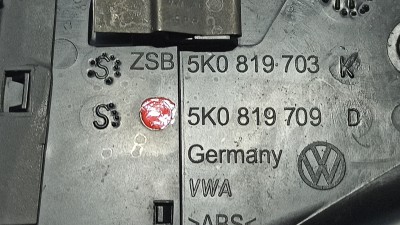 S ZSB 5K0 819 703 K
S 5K0 819 709 D
Germany
VWA
>ABS<